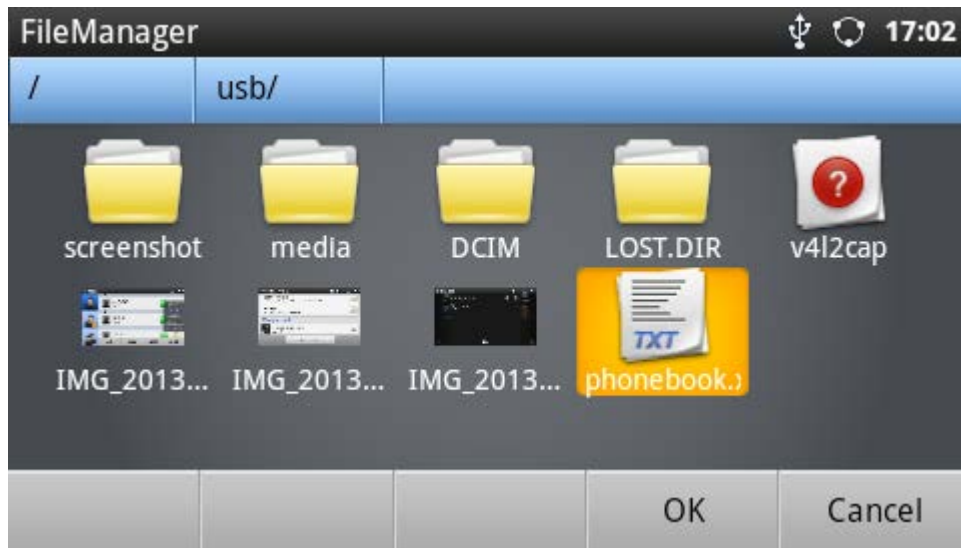 FileManager 17:02
/ usb/
screenshot media DCIM LOST.DIR v4l2cap
TXT
IMG_2013... IMG_2013... IMG_2013... phonebook.x
OK Cancel